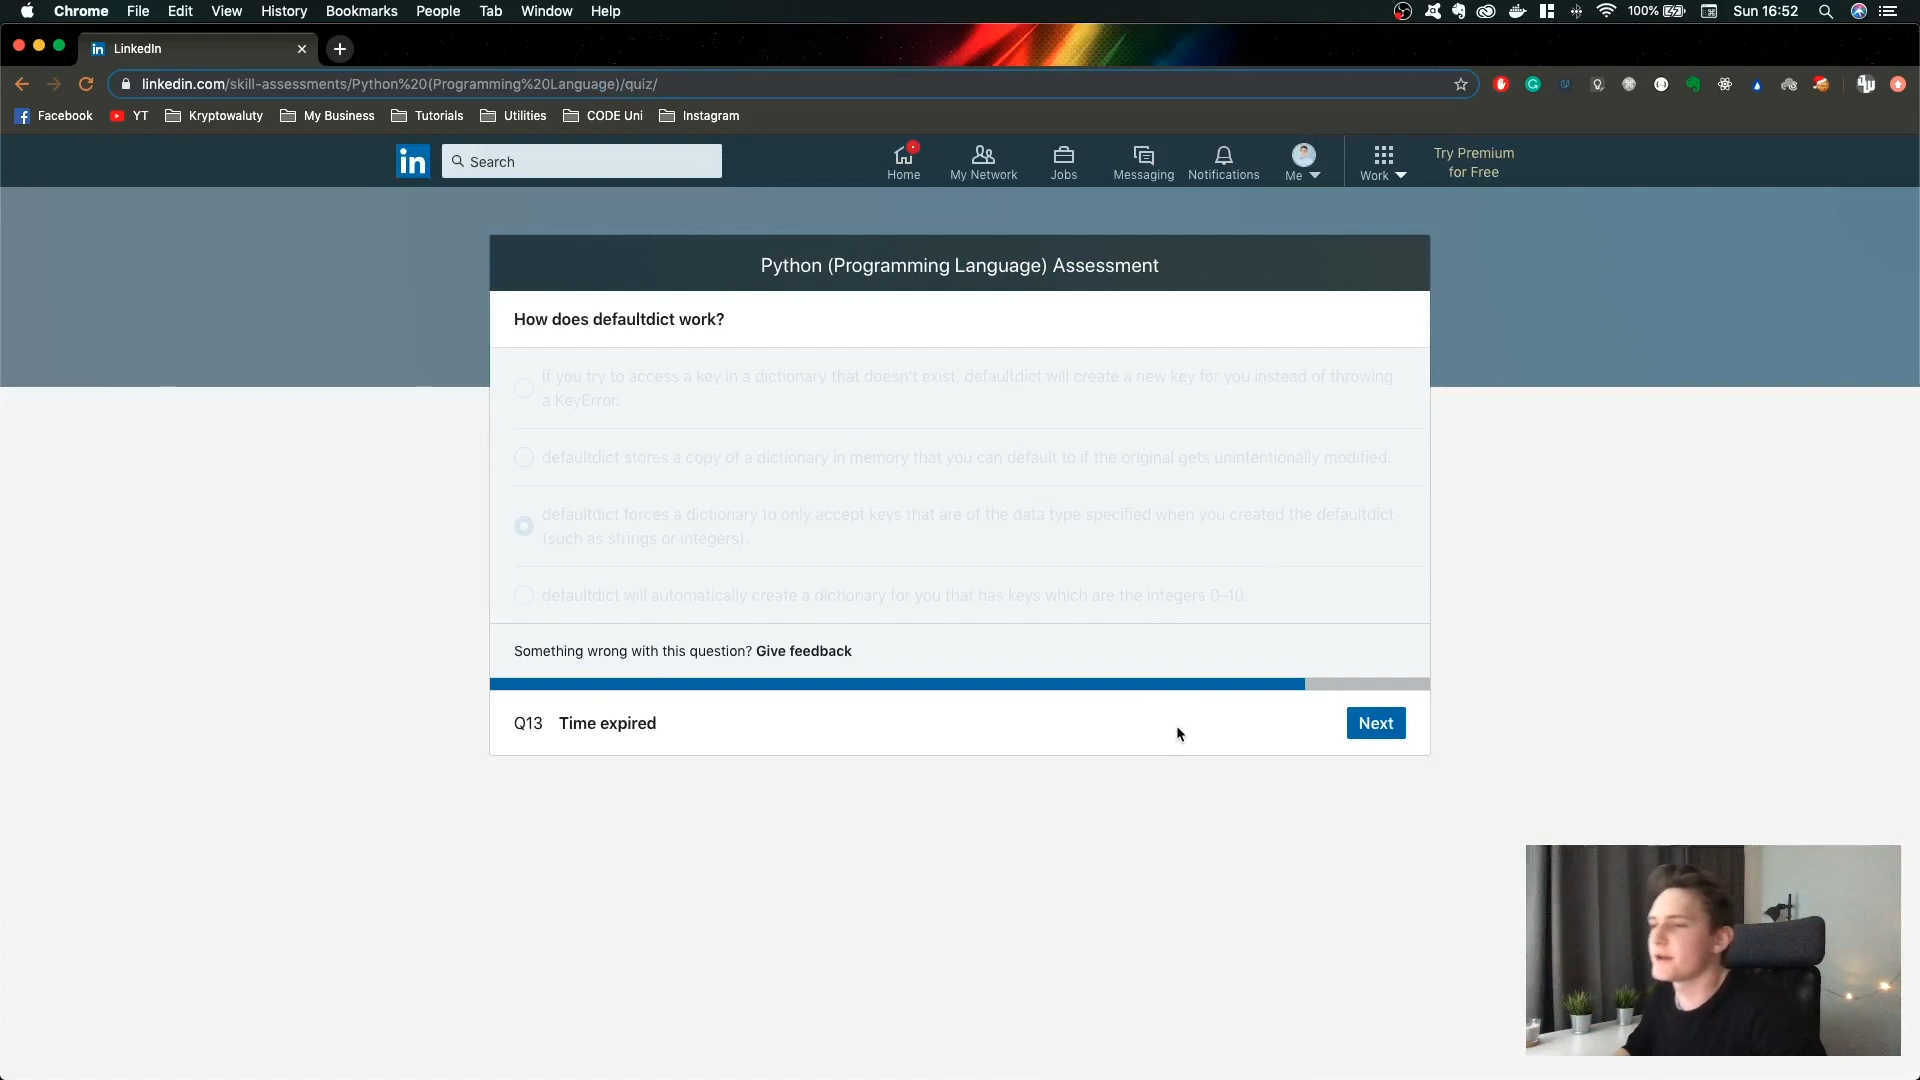 Chrome File Edit View History Bookmarks People Tab Window Help
100% Sun 16:52
LinkedIn
linkedin.com/skill-assessments/Python%20(Programming%20Language)/quiz/
Facebook YT Kryptowaluty My Business Tutorials Utilities CODE Uni Instagram
in Search Home My Network Jobs Messaging Notifications Me Work
Try Premium
for Free
Python (Programming Language) Assessment
How does defaultdict work?
If you try to access a key in a dictionary that doesn't exist, defaultdict will create a new key for you instead of throwing
a KeyError.
defaultdict stores a copy of a dictionary in memory that you can default to if the original gets unintentionally modified.
defaultdict forces a dictionary to only accept keys that are of the data type specified when you created the defaultdict
(such as strings or integers).
defaultdict will automatically create a dictionary for you that has keys which are the integers 0–10.
Something wrong with this question? Give feedback
Q13 Time expired
Next